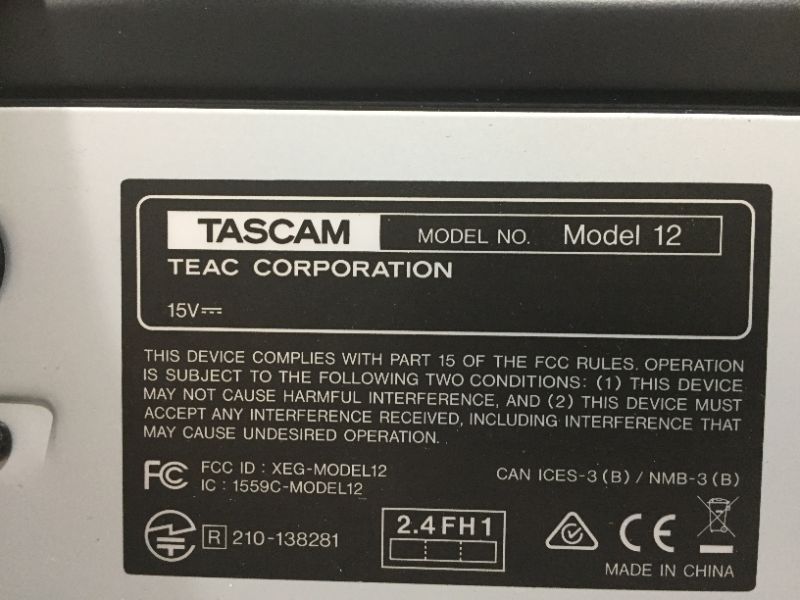 TASCAM MODEL NO. Model 12
TEAC CORPORATION
15V
THIS DEVICE COMPLIES WITH PART 15 OF THE FCC RULES. OPERATION
IS SUBJECT TO THE FOLLOWING TWO CONDITIONS: (1) THIS DEVICE
MAY NOT CAUSE HARMFUL INTERFERENCE, AND (2) THIS DEVICE MUST
ACCEPT ANY INTERFERENCE RECEIVED, INCLUDING INTERFERENCE THAT
MAY CAUSE UNDESIRED OPERATION.
FC FCC ID : XEG-MODEL12
IC : 1559C-MODEL12
CAN ICES-3 (B) / NMB-3 (B)
R 210-138281
2.4FH1
CE
MADE IN CHINA